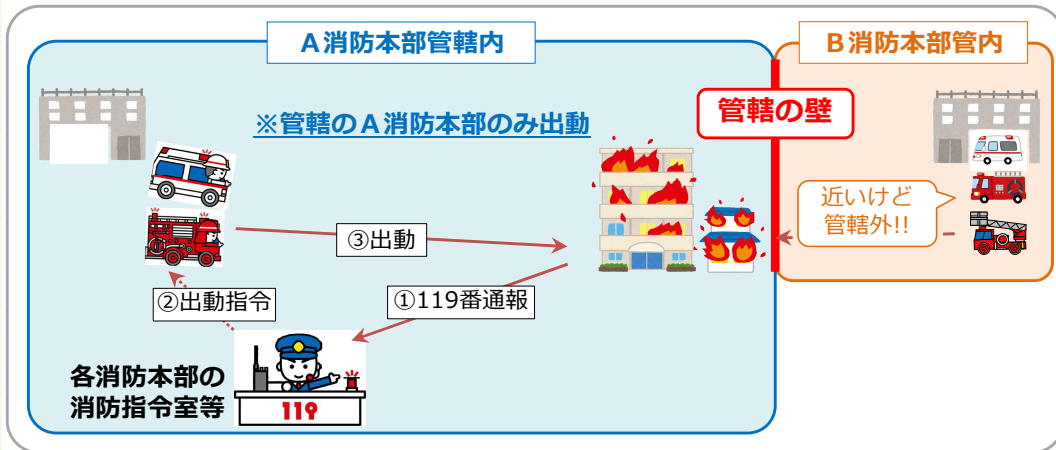 A消防本部管轄内
B消防本部管内
※管轄のA消防本部のみ出動
管轄の壁
近いけど
管轄外!!
③出動
②出動指令
①119番通報
各消防本部の
消防指令室等
119